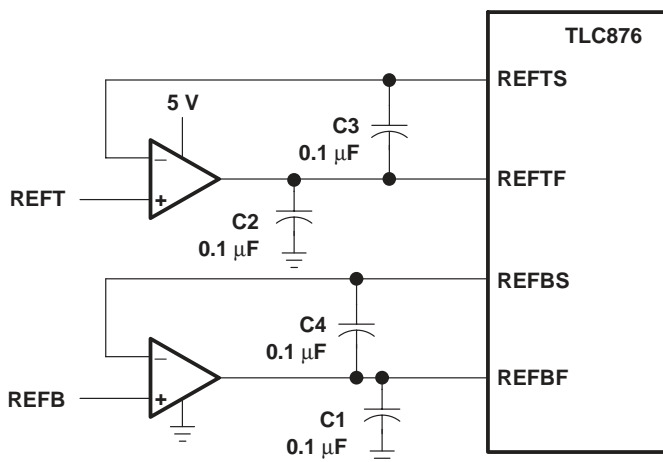 TLC876
REFTS
5 V
C3
0.1 μF
–
+
REFT
REFTF
C2
0.1 μF
REFBS
C4
0.1 μF
–
+
REFB
REFBF
C1
0.1 μF